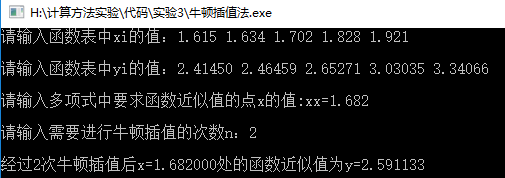 H:\计算方法实验\代码\实验3\牛顿插值法.exe
请输入函数表中xi的值：1.615 1.634 1.702 1.828 1.921
请输入函数表中yi的值：2.41450 2.46459 2.65271 3.03035 3.34066
请输入多项式中要求函数近似值的点x的值:xx=1.682
请输入需要进行牛顿插值的次数n：2
经过2次牛顿插值后x=1.682000处的函数近似值为y=2.591133